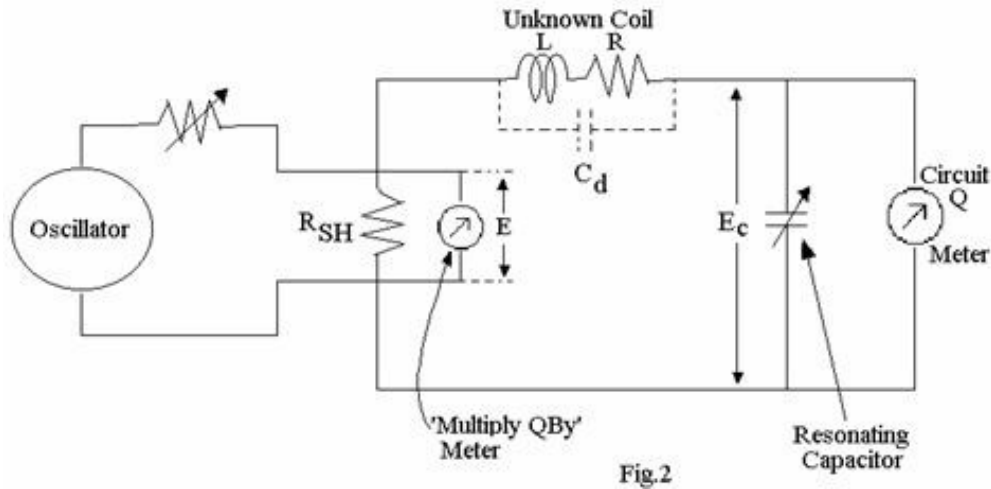 Unknown Coil
L R
C d
Oscillator
R SH
E
E c
Circuit
Q
Meter
'Multiply QBy'
Meter
Resonating
Capacitor
Fig.2